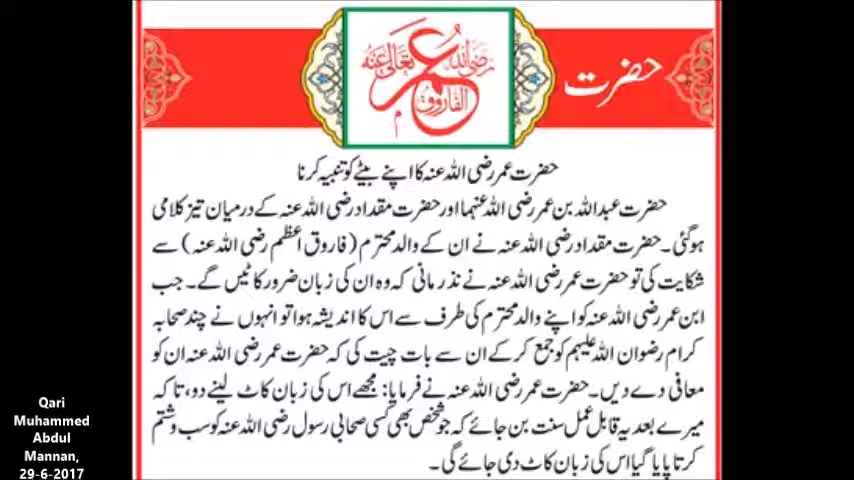 حضرت
عمر
الفاروق
رضی اللہ تعالیٰ عنہ
حضرت عمر رضی اللہ عنہ کا اپنے بیٹے کو تنبیہ کرنا
حضرت عبداللہ بن عمر رضی اللہ عنہما اور حضرت مقداد رضی اللہ عنہ کے درمیان تیز کلامی
ہوگئی۔ حضرت مقداد رضی اللہ عنہ نے ان کے والد محترم (فاروق اعظم رضی اللہ عنہ) سے
شکایت کی تو حضرت عمر رضی اللہ عنہ نے نذر مانی کہ وہ ان کی زبان ضرور کاٹیں گے۔ جب
ابن عمر رضی اللہ عنہ کو اپنے والد محترم کی طرف سے اس کا اندیشہ ہوا تو انہوں نے چند صحابہ
کرام رضوان اللہ علیہم کو جمع کر کے ان سے بات چیت کی کہ حضرت عمر رضی اللہ عنہ ان کو
معافی دے دیں۔ حضرت عمر رضی اللہ عنہ نے فرمایا: مجھے اس کی زبان کاٹ لینے دو، تا کہ
میرے بعد یہ قابل عمل سنت بن جائے کہ جو شخص بھی کسی صحابی رسول رضی اللہ عنہ کو سب و شتم
کرتا پایا گیا اس کی زبان کاٹ دی جائے گی۔
Qari
Muhammed
Abdul
Mannan,
29-6-2017